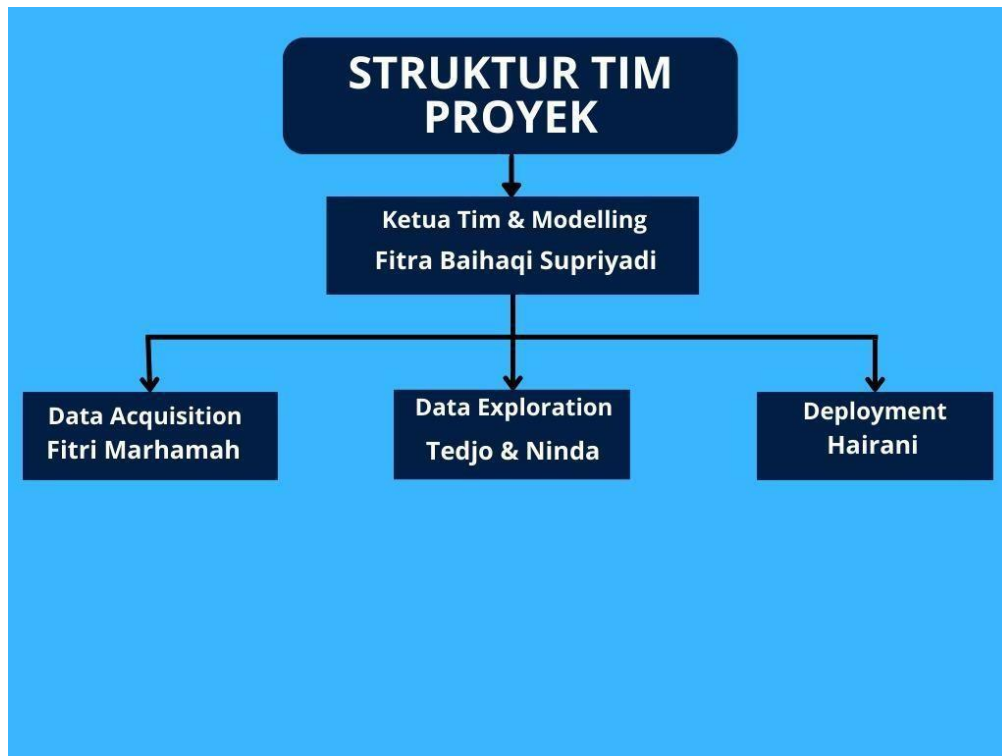 STRUKTUR TIM
PROYEK
Ketua Tim & Modelling
Fitra Baihaqi Supriyadi
Data Acquisition
Fitri Marhamah
Data Exploration
Tedjo & Ninda
Deployment
Hairani